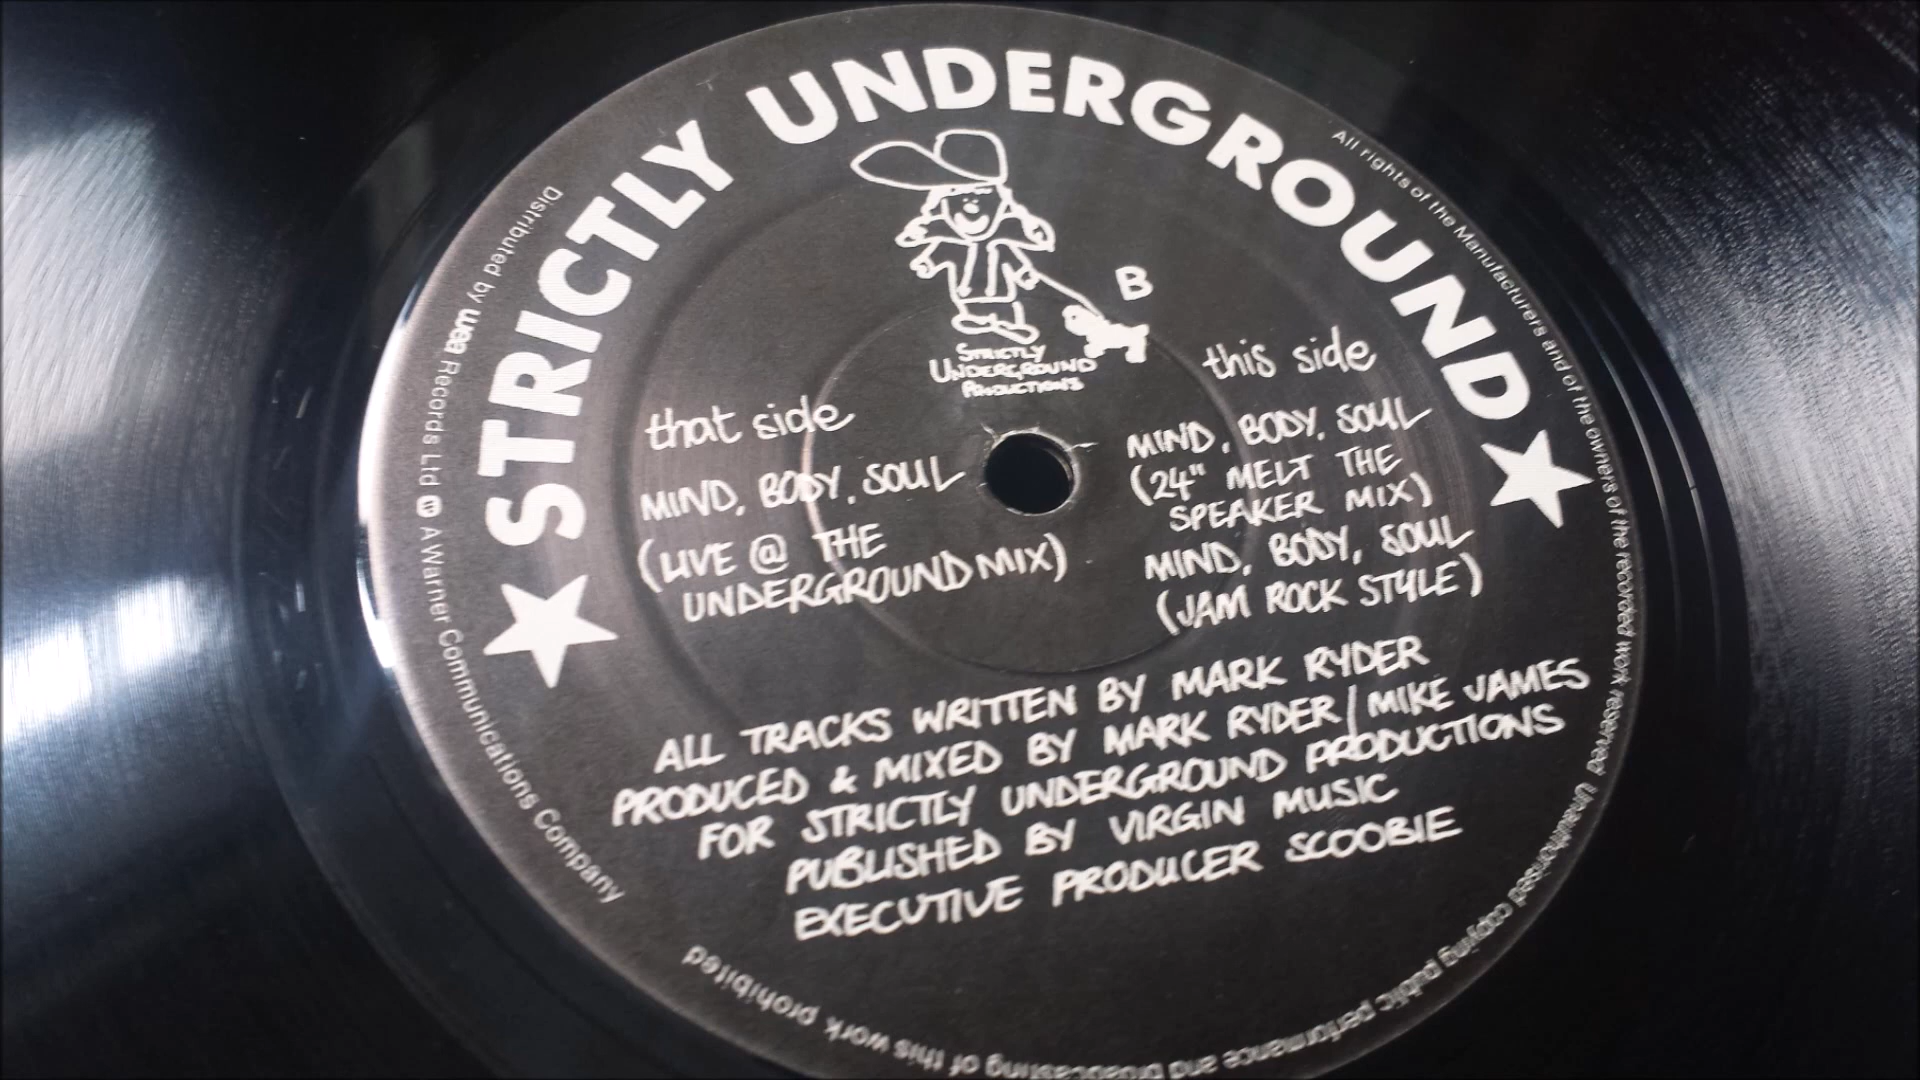 ★ STRICTLY UNDERGROUND ★
B
STRICTLY
UNDERGROUND
PRODUCTIONS
that side
MIND, BODY, SOUL
(LIVE @ THE
UNDERGROUND MIX)
this side
MIND, BODY, SOUL
(24" MELT THE
SPEAKER MIX)
MIND, BODY, SOUL
(JAM ROCK STYLE)
ALL TRACKS WRITTEN BY MARK RYDER
PRODUCED & MIXED BY MARK RYDER/MIKE JAMES
FOR STRICTLY UNDERGROUND PRODUCTIONS
PUBLISHED BY VIRGIN MUSIC
EXECUTIVE PRODUCER SCOOBIE
Distributed by wea Records Ltd A Warner Communications Company
All rights of the Manufacturers and of the owners of the recorded work reserved Unauthorised copying public performance and broadcasting of this work prohibited